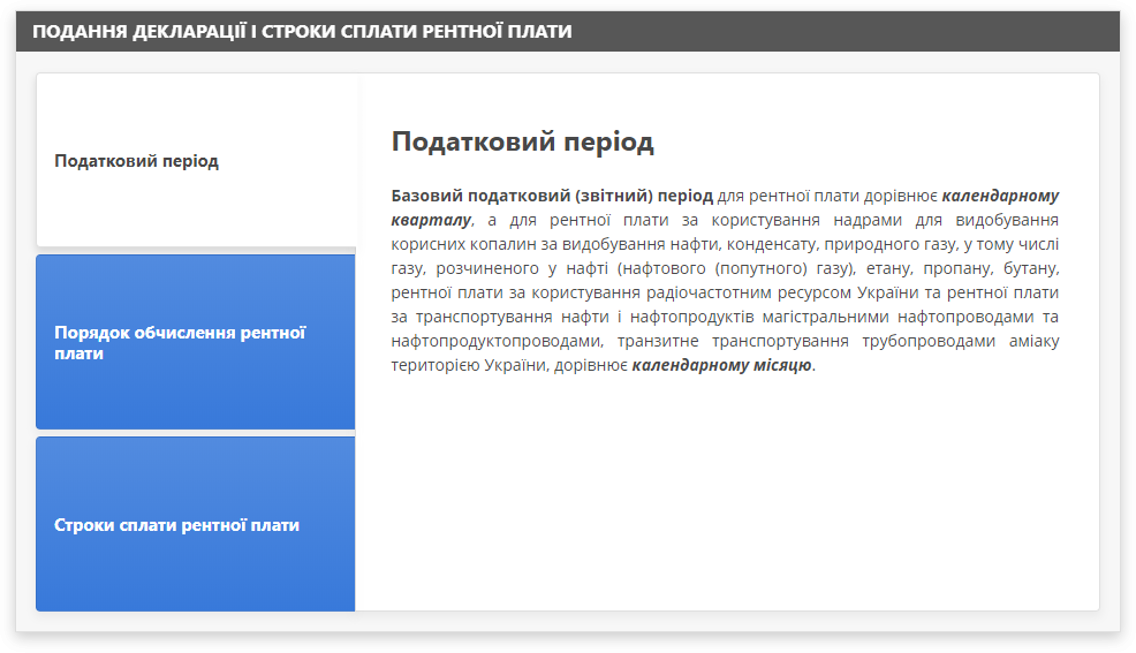 ПОДАННЯ ДЕКЛАРАЦІЇ І СТРОКИ СПЛАТИ РЕНТНОЇ ПЛАТИ
Податковий період
Порядок обчислення рентної
плати
Строки сплати рентної плати
Податковий період
Базовий податковий (звітний) період для рентної плати дорівнює календарному
кварталу, а для рентної плати за користування надрами для видобування
корисних копалин за видобування нафти, конденсату, природного газу, у тому числі
газу, розчиненого у нафті (нафтового (попутного) газу), етану, пропану, бутану,
рентної плати за користування радіочастотним ресурсом України та рентної плати
за транспортування нафти і нафтопродуктів магістральними нафтопроводами та
нафтопродуктопроводами, транзитне транспортування трубопроводами аміаку
територією України, дорівнює календарному місяцю.